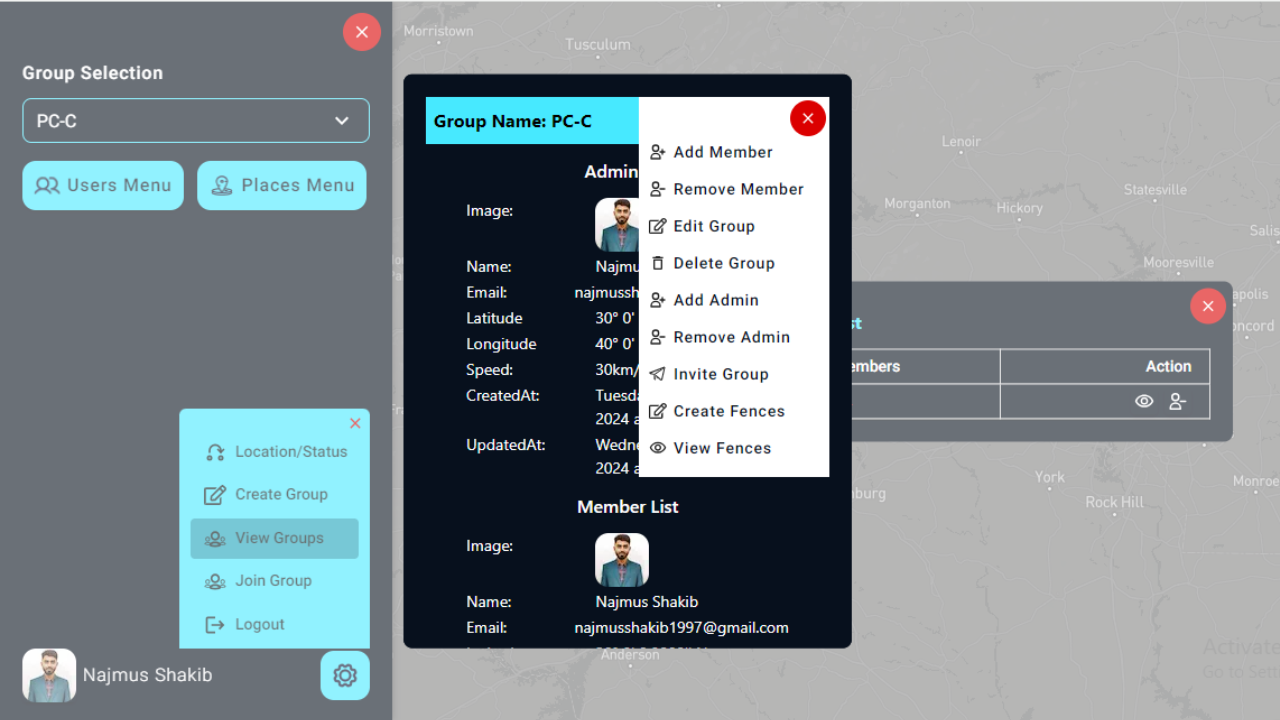 Group Selection
PC-C
Users Menu
Places Menu
Location/Status
Create Group
View Groups
Join Group
Logout
Najmus Shakib
Morristown
Tusculum
Lenoir
Morganton
Hickory
Statesville
Mooresville
York
Rock Hill
Anderson
Group Name: PC-C
Admin
Image:
Name: Najmu
Email: najmussh
Latitude 30° 0'
Longitude 40° 0'
Speed: 30km/
CreatedAt: Tuesda
2024 a
UpdatedAt: Wedne
2024 a
Member List
Image:
Name: Najmus Shakib
Email: najmusshakib1997@gmail.com
Add Member
Remove Member
Edit Group
Delete Group
Add Admin
Remove Admin
Invite Group
Create Fences
View Fences
st
embers
Action
Salis
apolis
oncord
burg
Monroe
Activate
Go to Sett